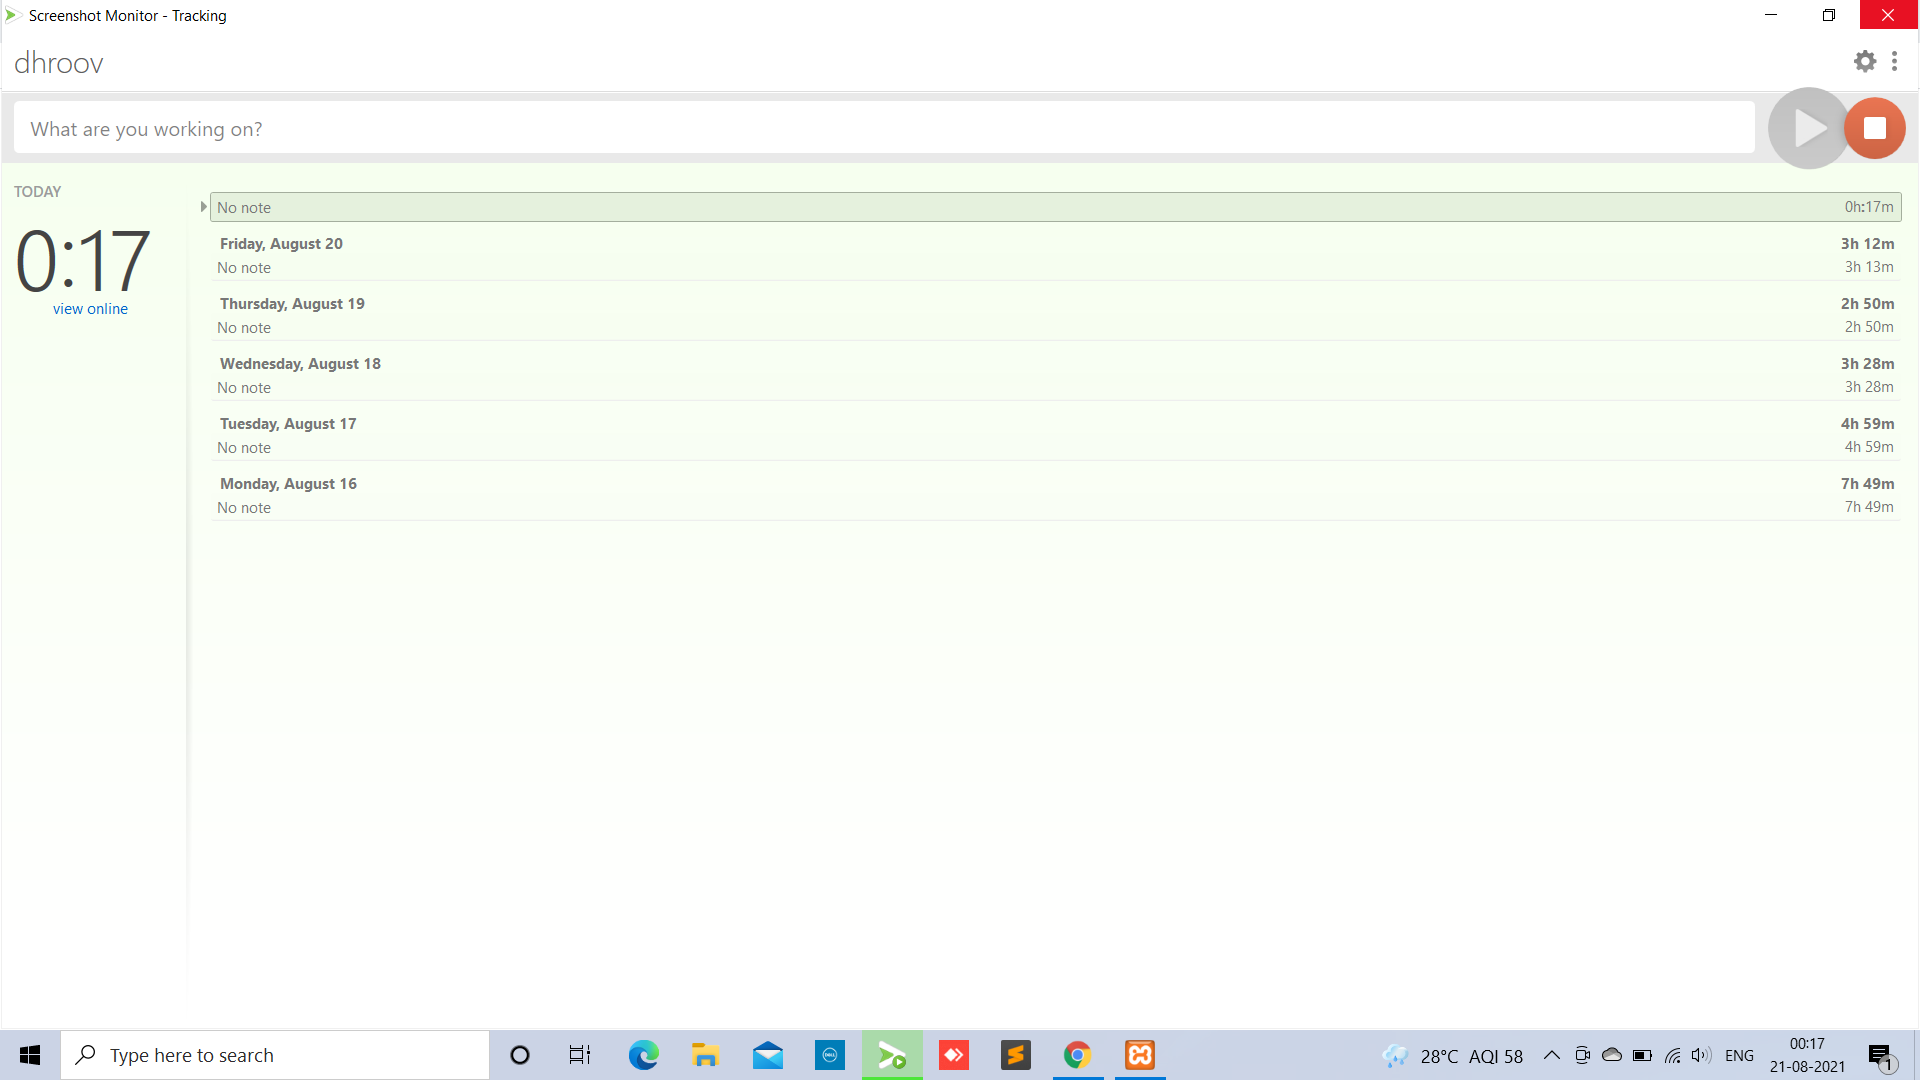 Screenshot Monitor - Tracking
dhroov
What are you working on?
TODAY
0:17
view online
No note 0h:17m
Friday, August 20 3h 12m
No note 3h 13m
Thursday, August 19 2h 50m
No note 2h 50m
Wednesday, August 18 3h 28m
No note 3h 28m
Tuesday, August 17 4h 59m
No note 4h 59m
Monday, August 16 7h 49m
No note 7h 49m
Type here to search
DELL
28°C AQI 58
ENG
00:17
21-08-2021
1